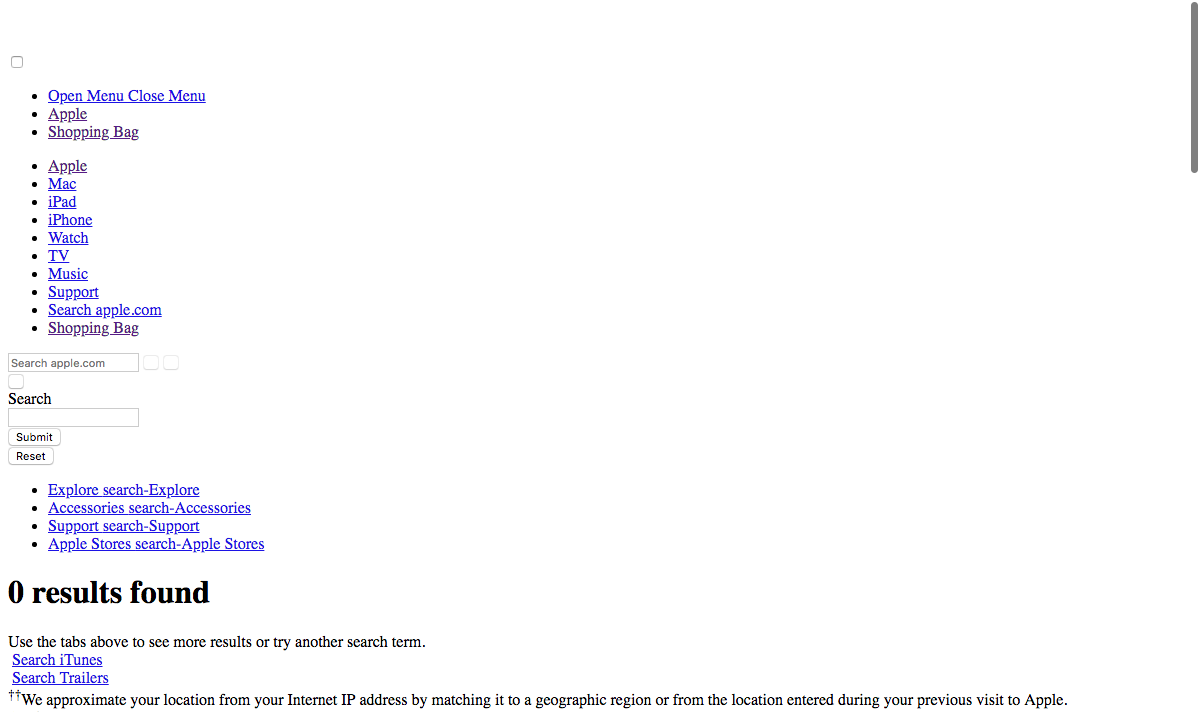 Open Menu Close Menu
Apple
Shopping Bag
Apple
Mac
iPad
iPhone
Watch
TV
Music
Support
Search apple.com
Shopping Bag
Search apple.com
Search
Submit
Reset
Explore search-Explore
Accessories search-Accessories
Support search-Support
Apple Stores search-Apple Stores
0 results found
Use the tabs above to see more results or try another search term.
Search iTunes
Search Trailers
††We approximate your location from your Internet IP address by matching it to a geographic region or from the location entered during your previous visit to Apple.